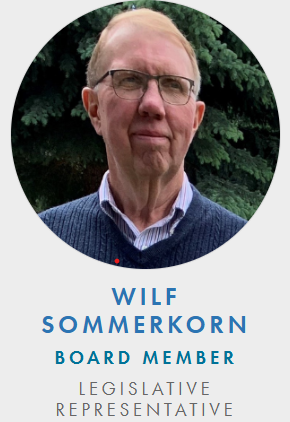 WILF
SOMMERKORN
BOARD MEMBER
LEGISLATIVE
REPRESENTATIVE